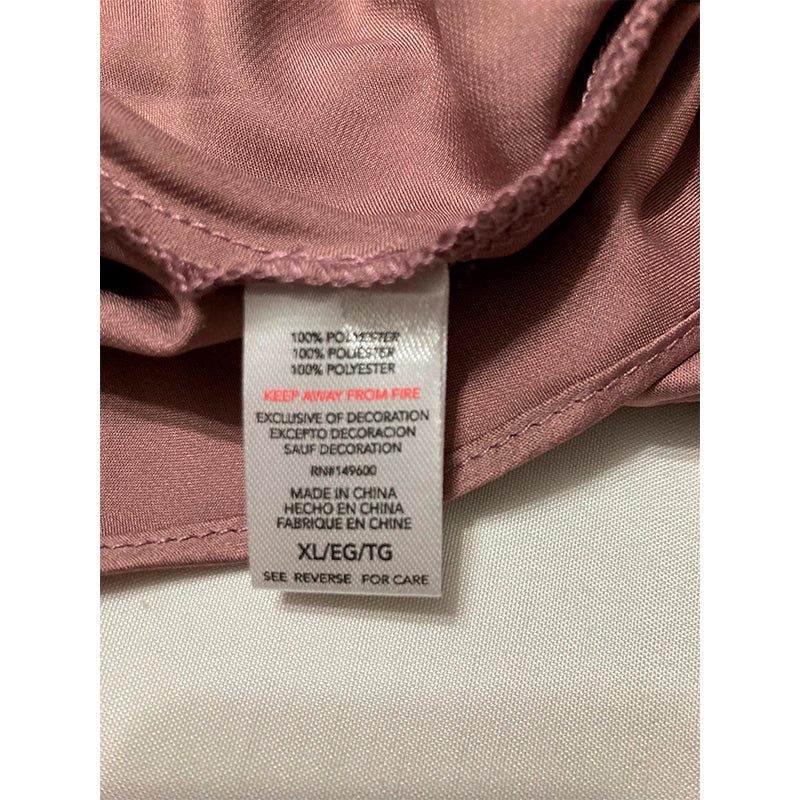 100% POLYESTER
100% POLIESTER
100% POLYESTER
KEEP AWAY FROM FIRE
EXCLUSIVE OF DECORATION
EXCEPTO DECORACION
SAUF DECORATION
RN#149600
MADE IN CHINA
HECHO EN CHINA
FABRIQUE EN CHINE
XL/EG/TG
SEE REVERSE FOR CARE